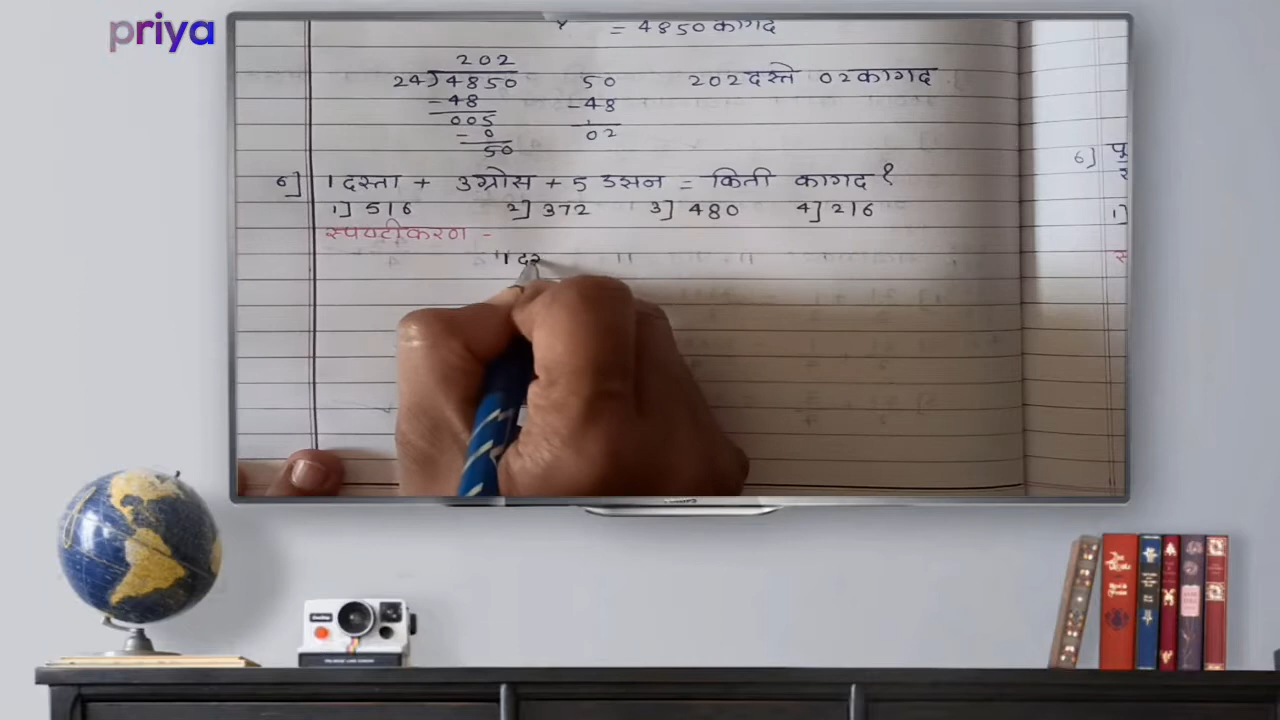 priya
= 4850 कागद
202
24)4850 50 202 दस्ते 02 कागद
-48 -48
005 02
- 0
50
6] 1 दस्ता + 3 ग्रोस + 5 डझन = किती कागद?
1] 516 2] 372 3] 480 4] 216
स्पष्टीकरण -
1 दस
6] पु
1]
स